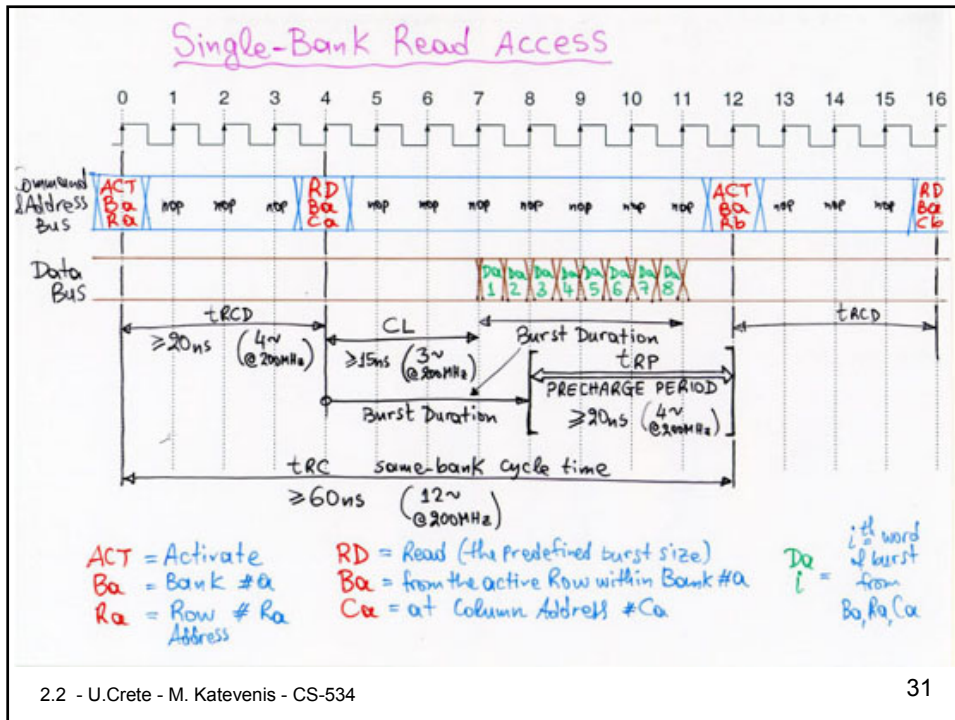 Single-Bank Read Access
0 1 2 3 4 5 6 7 8 9 10 11 12 13 14 15 16
ACT nop nop nop RD nop nop nop nop nop nop nop ACT nop nop nop RD
&Address Ba Ba Ba Ba
Bus Ra Ca Rb Cb
Data Da Da Da Da Da Da Da Da
Bus 1 2 3 4 5 6 7 8
tRCD CL Burst Duration tRCD
≥20ns (4~ @200MHz) ≥15ns (3~ @200MHz) tRP
PRECHARGE PERIOD
Burst Duration ≥20ns (4~ @200MHz)
tRC same-bank cycle time
≥60ns (12~ @200MHz)
ACT = Activate
Ba = Bank #a
Ra = Row # Ra
Address
RD = Read (the predefined burst size)
Ba = from the active Row within Bank #a
Ca = at Column Address #Ca
Da i = ith word
of burst
from
Ba, Ra, Ca
2.2 - U.Crete - M. Katevenis - CS-534
31